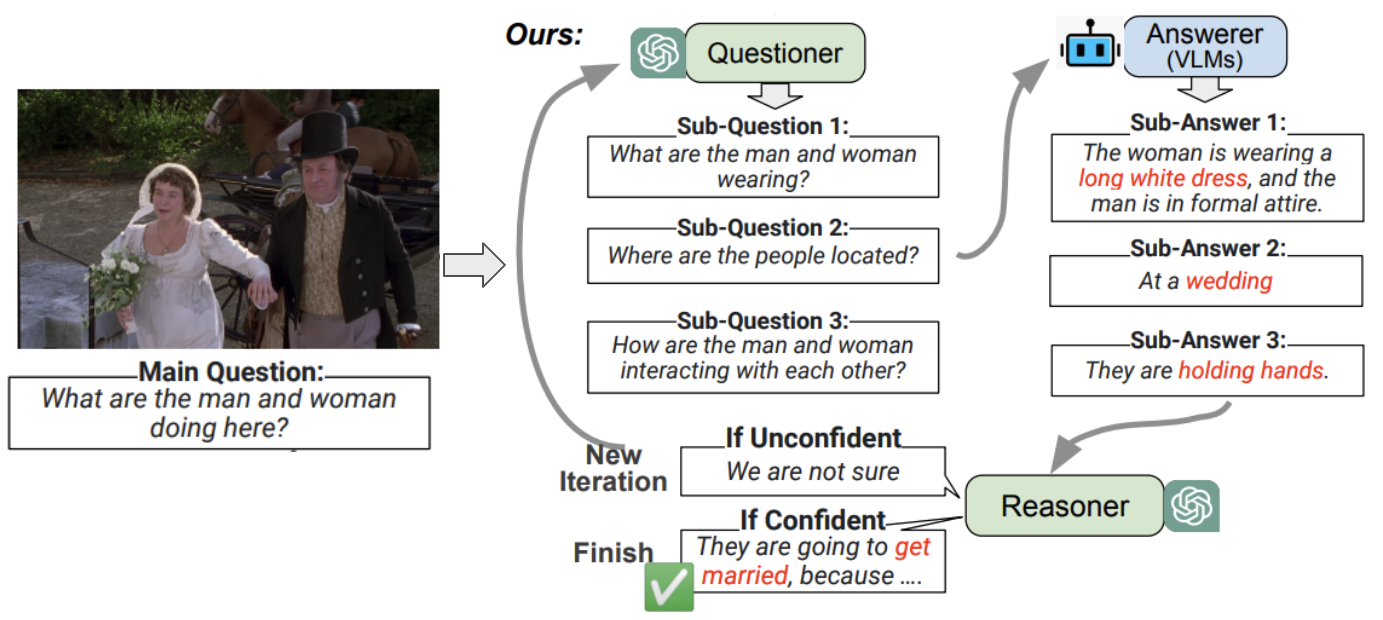 Ours:
Questioner
Answerer
(VLMs)
Sub-Question 1:
What are the man and woman
wearing?
Sub-Question 2:
Where are the people located?
Sub-Question 3:
How are the man and woman
interacting with each other?
Sub-Answer 1:
The woman is wearing a
long white dress, and the
man is in formal attire.
Sub-Answer 2:
At a wedding
Sub-Answer 3:
They are holding hands.
Main Question:
What are the man and woman
doing here?
New
Iteration
If Unconfident
We are not sure
Reasoner
Finish
If Confident
They are going to get
married, because ....